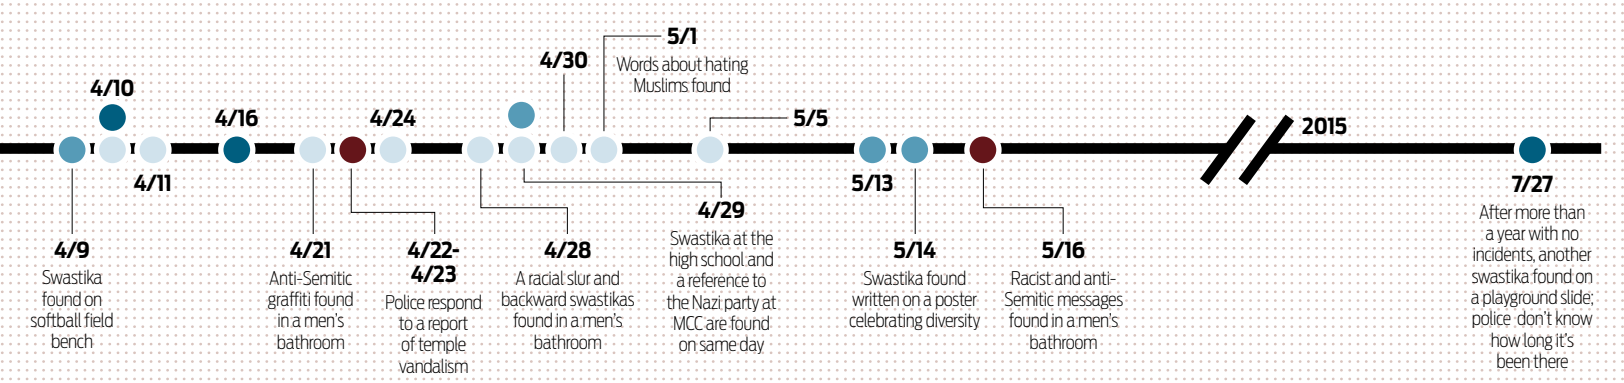 4/9
Swastika
found on
softball field
bench
4/10
4/11
4/16
4/21
Anti-Semitic
graffiti found
in a men's
bathroom
4/22-
4/23
Police respond
to a report
of temple
vandalism
4/24
4/28
A racial slur and
backward swastikas
found in a men's
bathroom
4/29
Swastika at the
high school and
a reference to
the Nazi party at
MCC are found
on same day
4/30
5/1
Words about hating
Muslims found
5/5
5/13
5/14
Swastika found
written on a poster
celebrating diversity
5/16
Racist and anti-
Semitic messages
found in a men's
bathroom
2015
7/27
After more than
a year with no
incidents, another
swastika found on
a playground slide;
police don't know
how long it's
been there